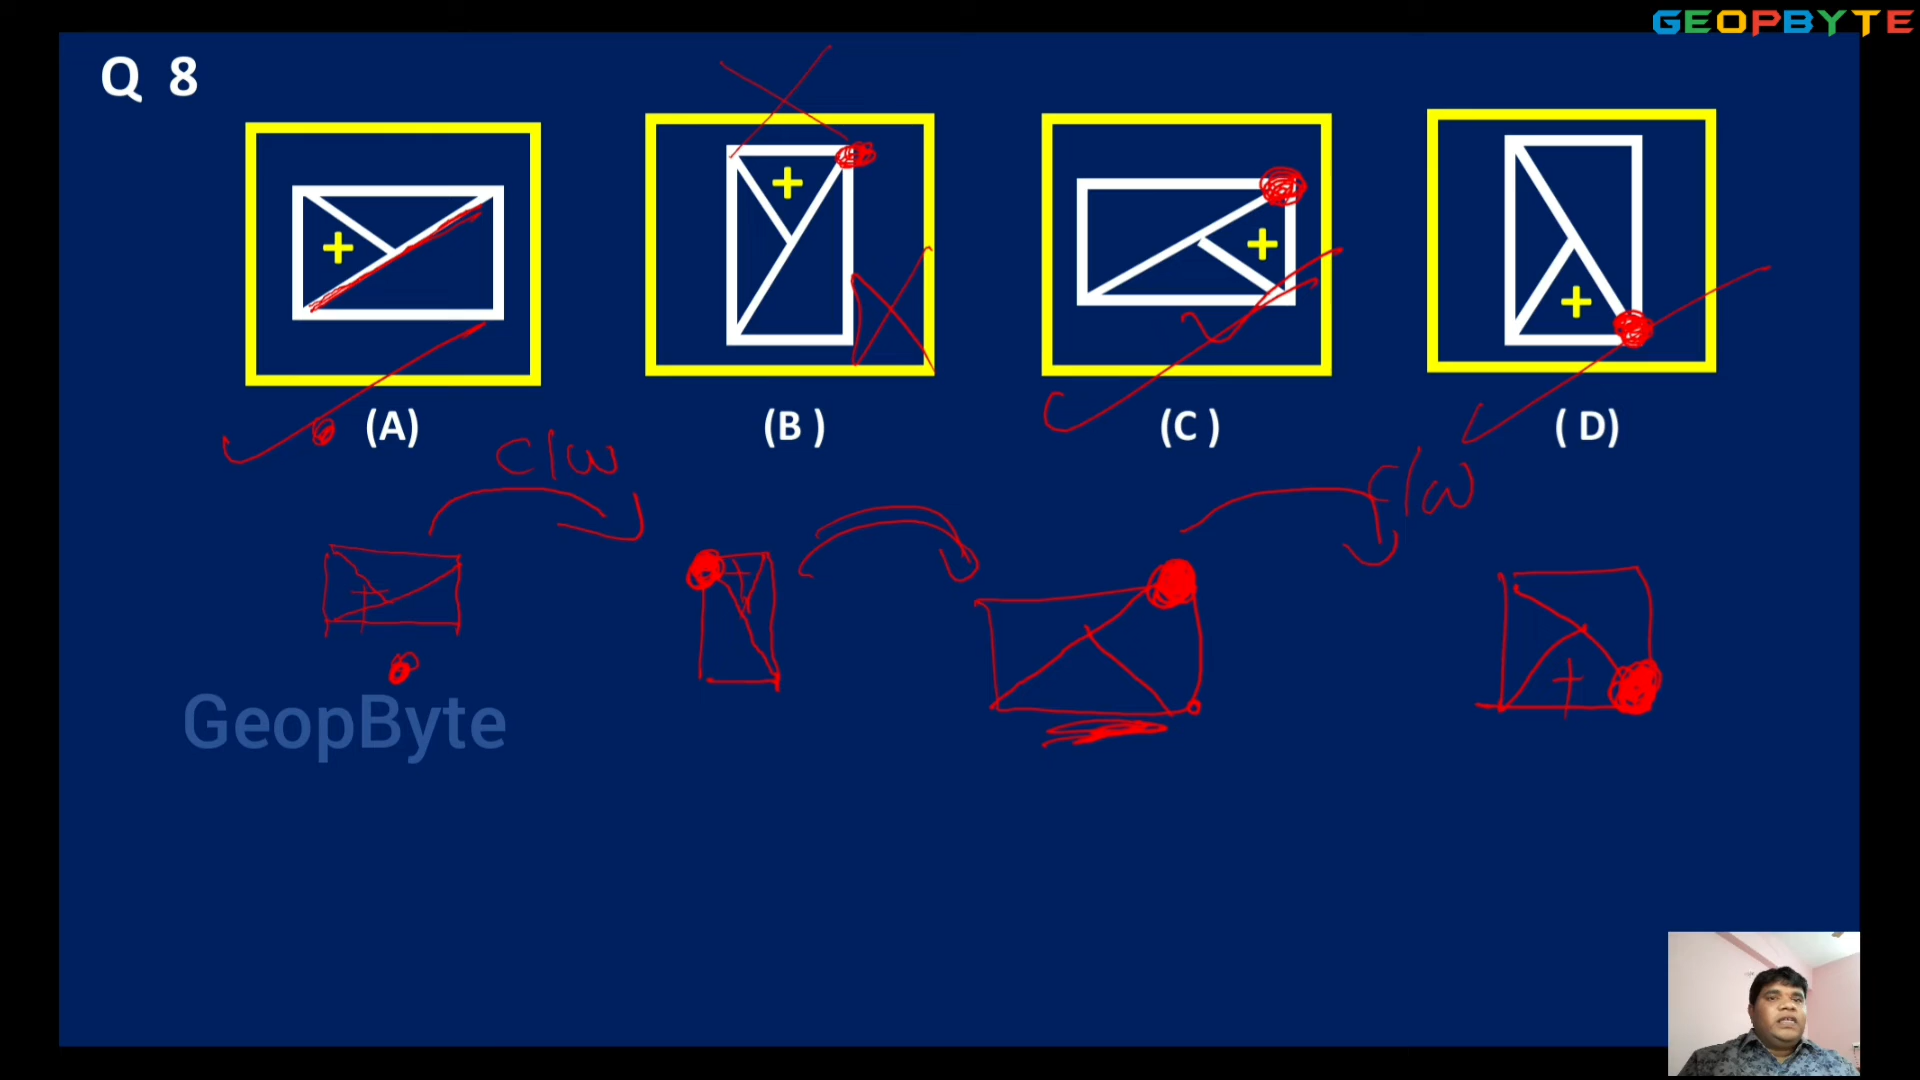 GEOPBYTE
Q 8
+
+
+
+
(A)
(B )
(C )
( D)
c/w
c/w
+
+
+
GeopByte